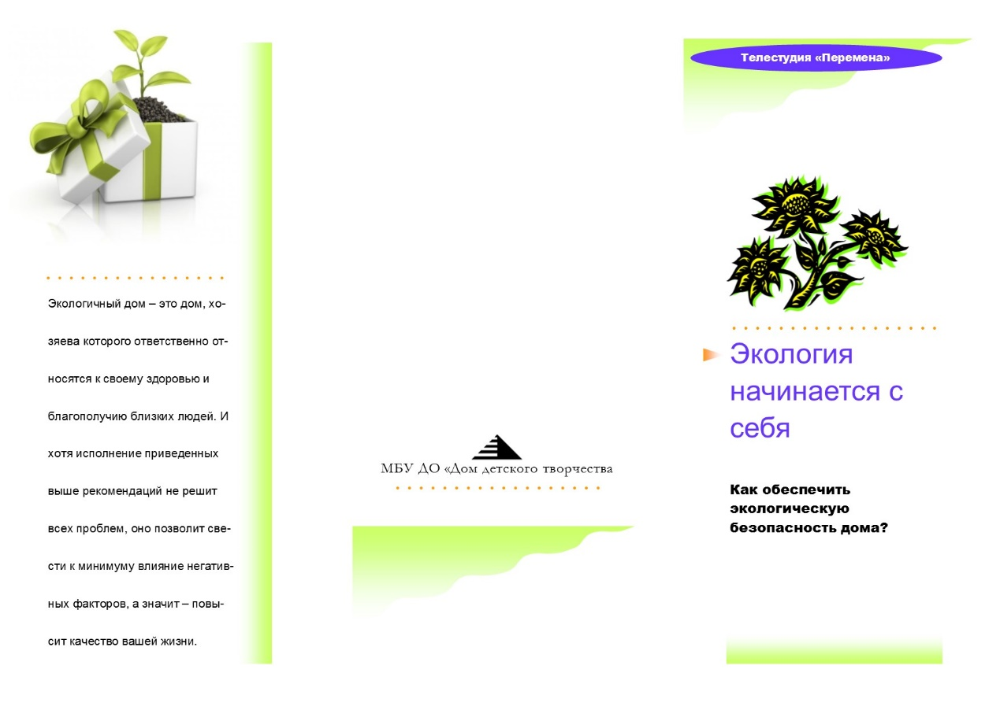 Экологичный дом – это дом, хо-
зяева которого ответственно от-
носятся к своему здоровью и
благополучию близких людей. И
хотя исполнение приведенных
выше рекомендаций не решит
всех проблем, оно позволит све-
сти к минимуму влияние негатив-
ных факторов, а значит – повы-
сит качество вашей жизни.
МБУ ДО «Дом детского творчества
Телестудия «Перемена»
Экология
начинается с
себя
Как обеспечить
экологическую
безопасность дома?